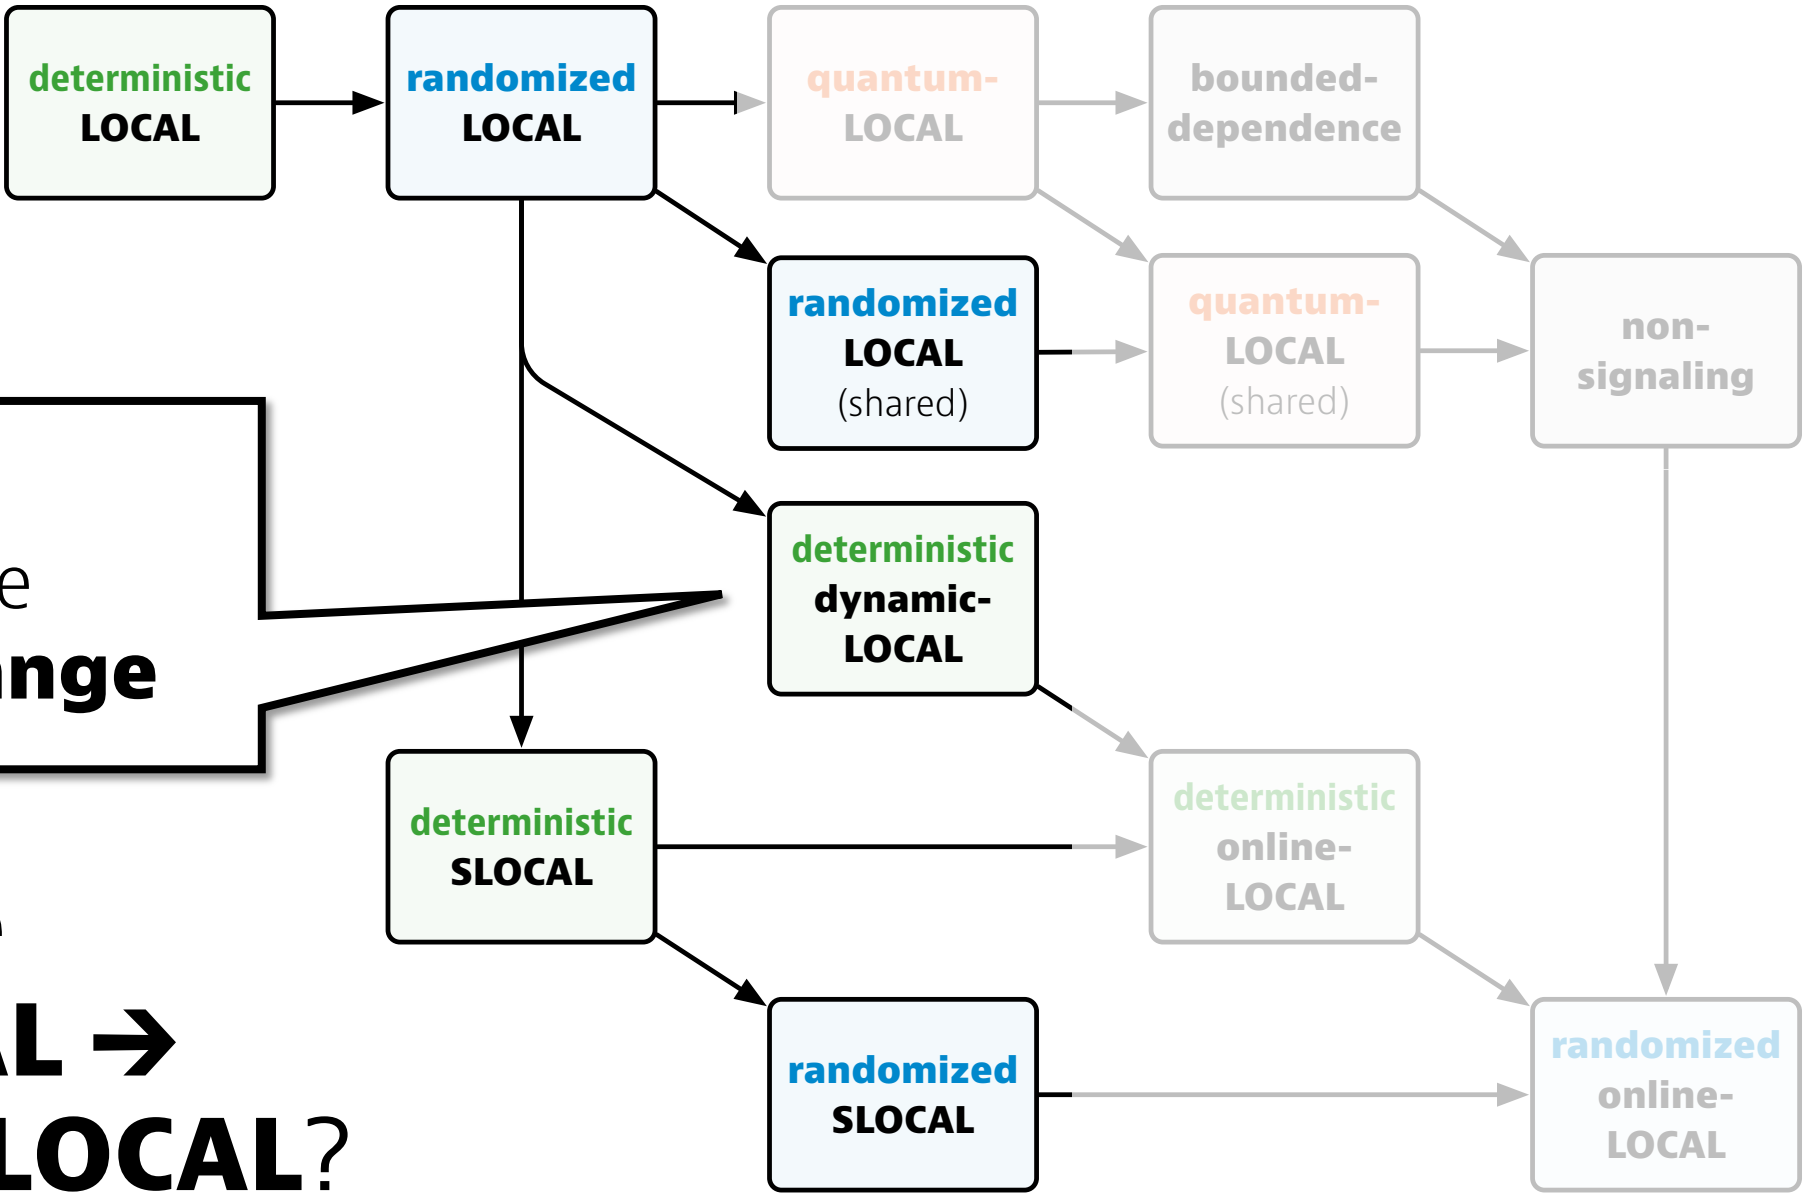 deterministic
LOCAL
randomized
LOCAL
quantum-
LOCAL
bounded-
dependence
randomized
LOCAL
(shared)
quantum-
LOCAL
(shared)
non-
signaling
deterministic
dynamic-
LOCAL
deterministic
SLOCAL
deterministic
online-
LOCAL
randomized
SLOCAL
randomized
online-
LOCAL
e
nge
AL →
LOCAL?